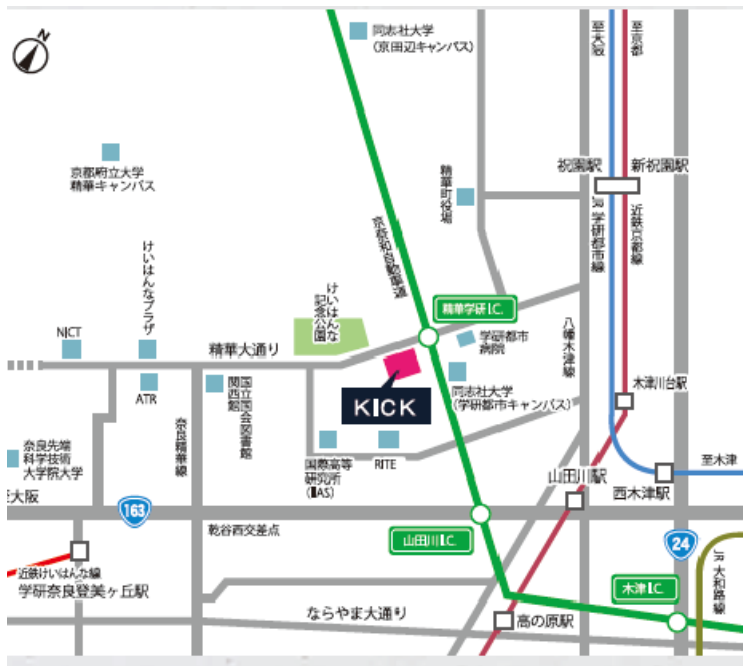 N
同志社大学
(京田辺キャンパス)
至大阪
至京都
京都府立大学
精華キャンパス
精華町役場
祝園駅
新祝園駅
JR 学研都市線
近鉄京都線
京奈和自動車道
けいはんなプラザ
けいはんな
記念公園
精華学研I.C.
NICT
精華大通り
学研都市
病院
八幡木津線
ATR
国立国会図書館
関西館
KICK
同志社大学
(学研都市キャンパス)
木津川台駅
奈良精華線
奈良先端
科学技術
大学院大学
国際高等
研究所
(IIAS)
RITE
山田川駅
至木津
西木津駅
至大阪
163
乾谷西交差点
山田川I.C.
24
近鉄けいはんな線
学研奈良登美ヶ丘駅
木津I.C.
JR 大和路線
ならやま大通り
高の原駅